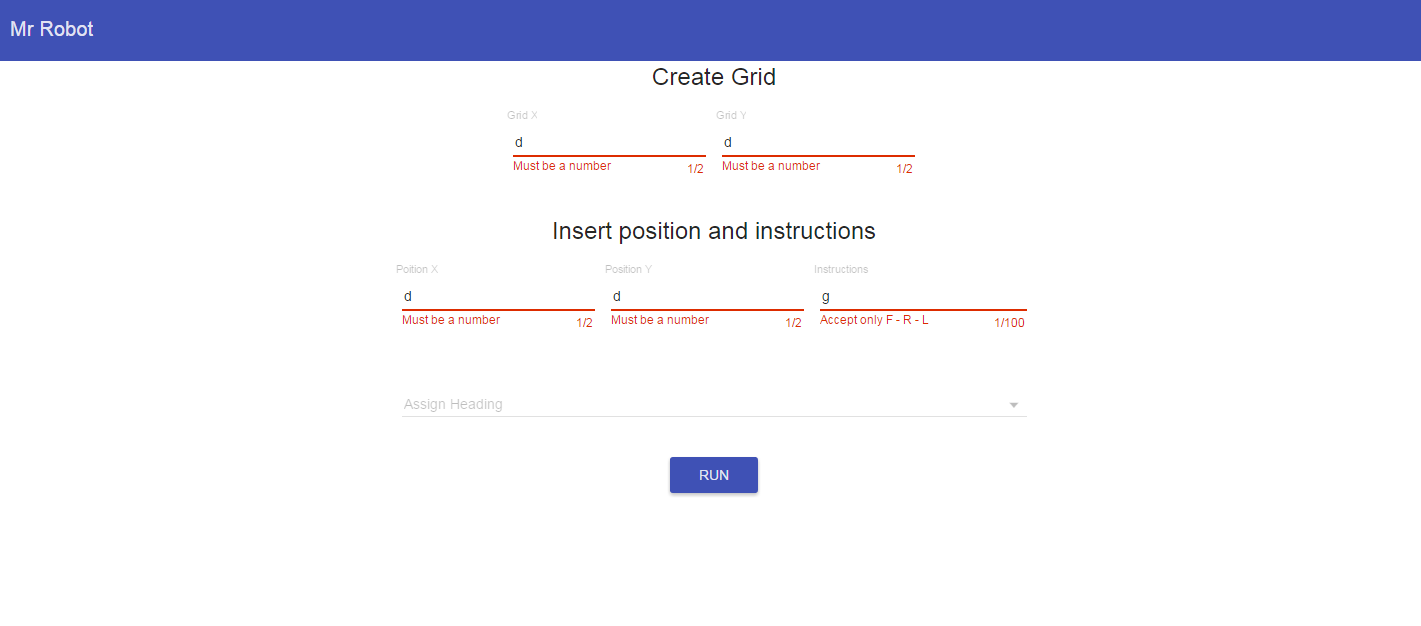 Mr Robot
Create Grid
Grid X Grid Y
d d
Must be a number 1/2 Must be a number 1/2
Insert position and instructions
Poition X Position Y Instructions
d d g
Must be a number 1/2 Must be a number 1/2 Accept only F - R - L 1/100
Assign Heading
RUN